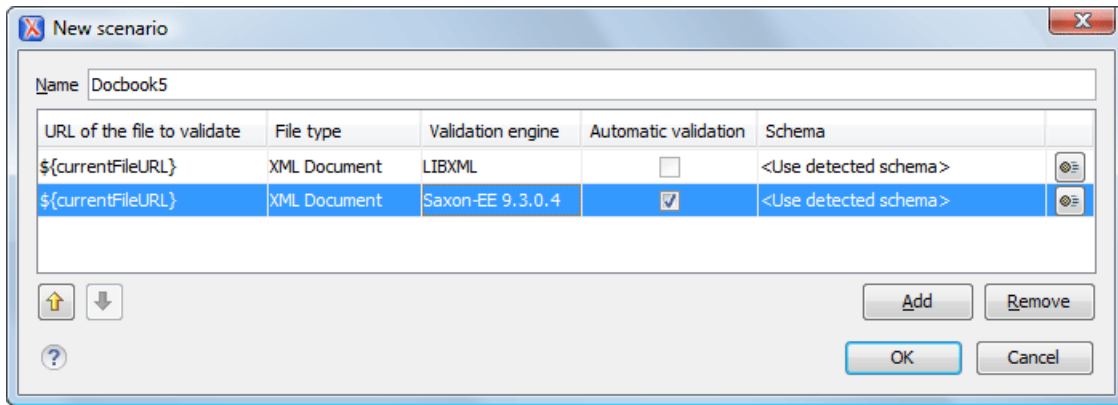 New scenario
Name Docbook5
URL of the file to validate File type Validation engine Automatic validation Schema
${currentFileURL} XML Document LIBXML <Use detected schema>
${currentFileURL} XML Document Saxon-EE 9.3.0.4 <Use detected schema>
Add Remove
? OK Cancel